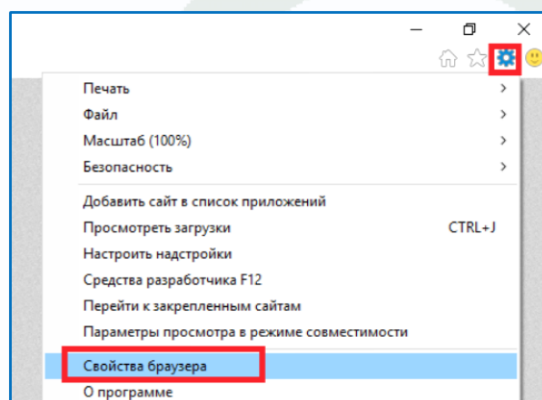 Печать
Файл
Масштаб (100%)
Безопасность
Добавить сайт в список приложений
Просмотреть загрузки CTRL+J
Настроить надстройки
Средства разработчика F12
Перейти к закрепленным сайтам
Параметры просмотра в режиме совместимости
Свойства браузера
О программе